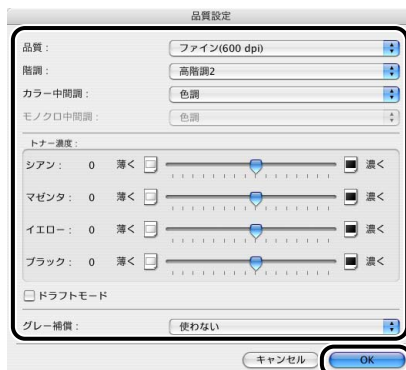 品質設定
品質 : ファイン(600 dpi)
階調 : 高階調2
カラー中間調 : 色調
モノクロ中間調 : 色調
トナー濃度 :
シアン : 0 薄く 濃く
マゼンタ : 0 薄く 濃く
イエロー : 0 薄く 濃く
ブラック : 0 薄く 濃く
ドラフトモード
グレー補償 : 使わない
キャンセル OK